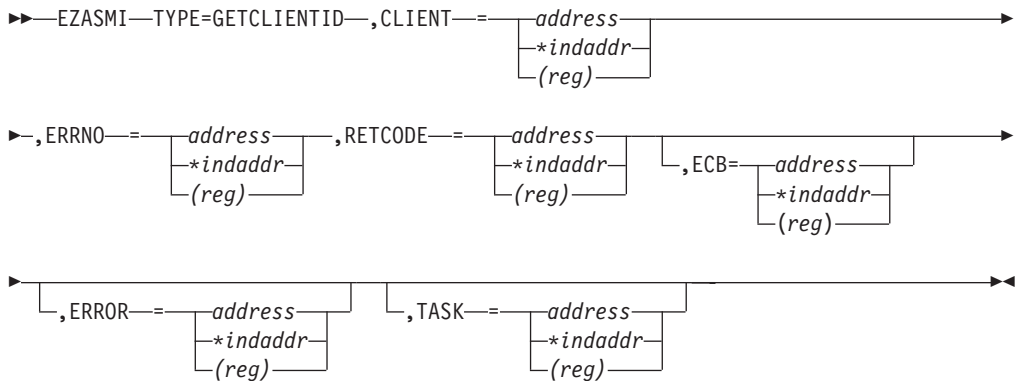 EZASMI TYPE=GETCLIENTID ,CLIENT = address
*indaddr
(reg)
,ERRNO = address ,RETCODE = address ,ECB= address
*indaddr *indaddr *indaddr
(reg) (reg) (reg)
,ERROR = address ,TASK = address
*indaddr *indaddr
(reg) (reg)